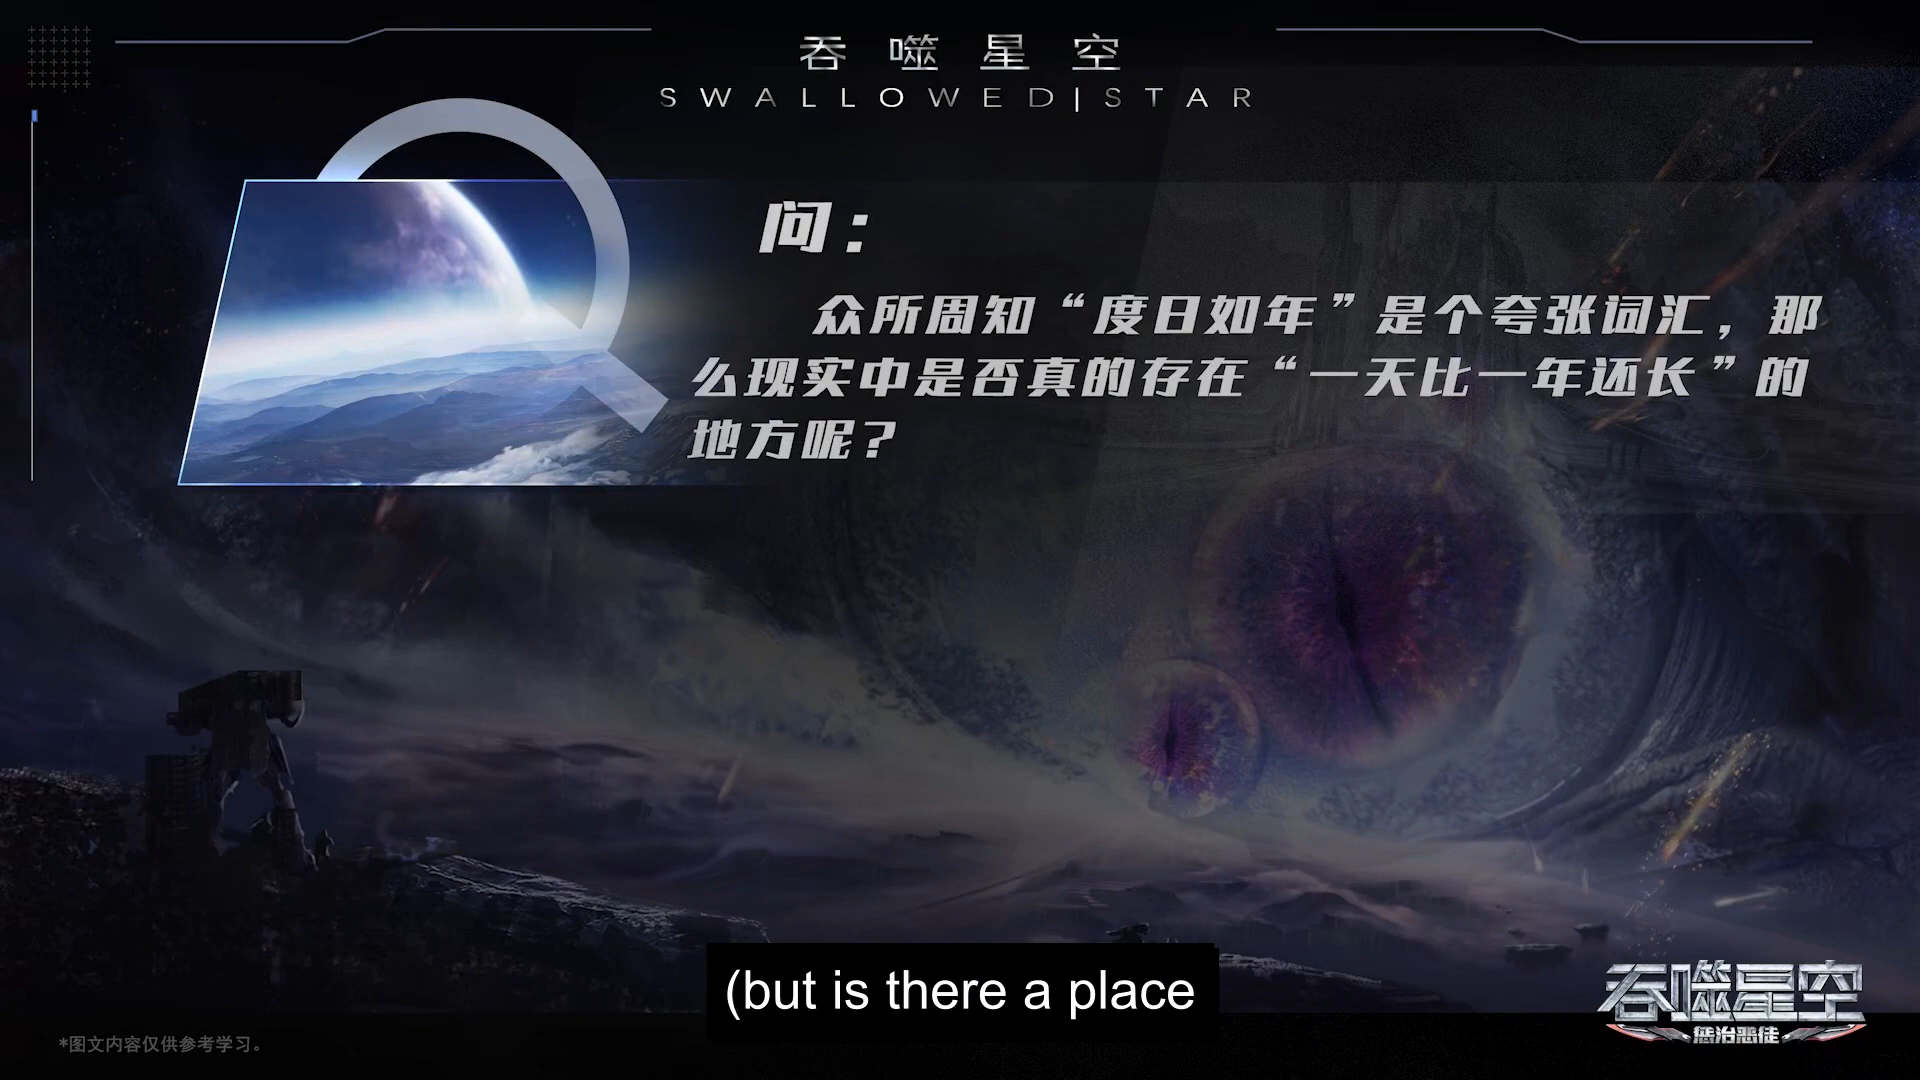 吞噬星空
SWALLOWED|STAR
问：
众所周知“度日如年”是个夸张词汇，那
么现实中是否真的存在“一天比一年还长”的
地方呢？
(but is there a place
吞噬星空
惩治恶徒
*图文内容仅供参考学习。